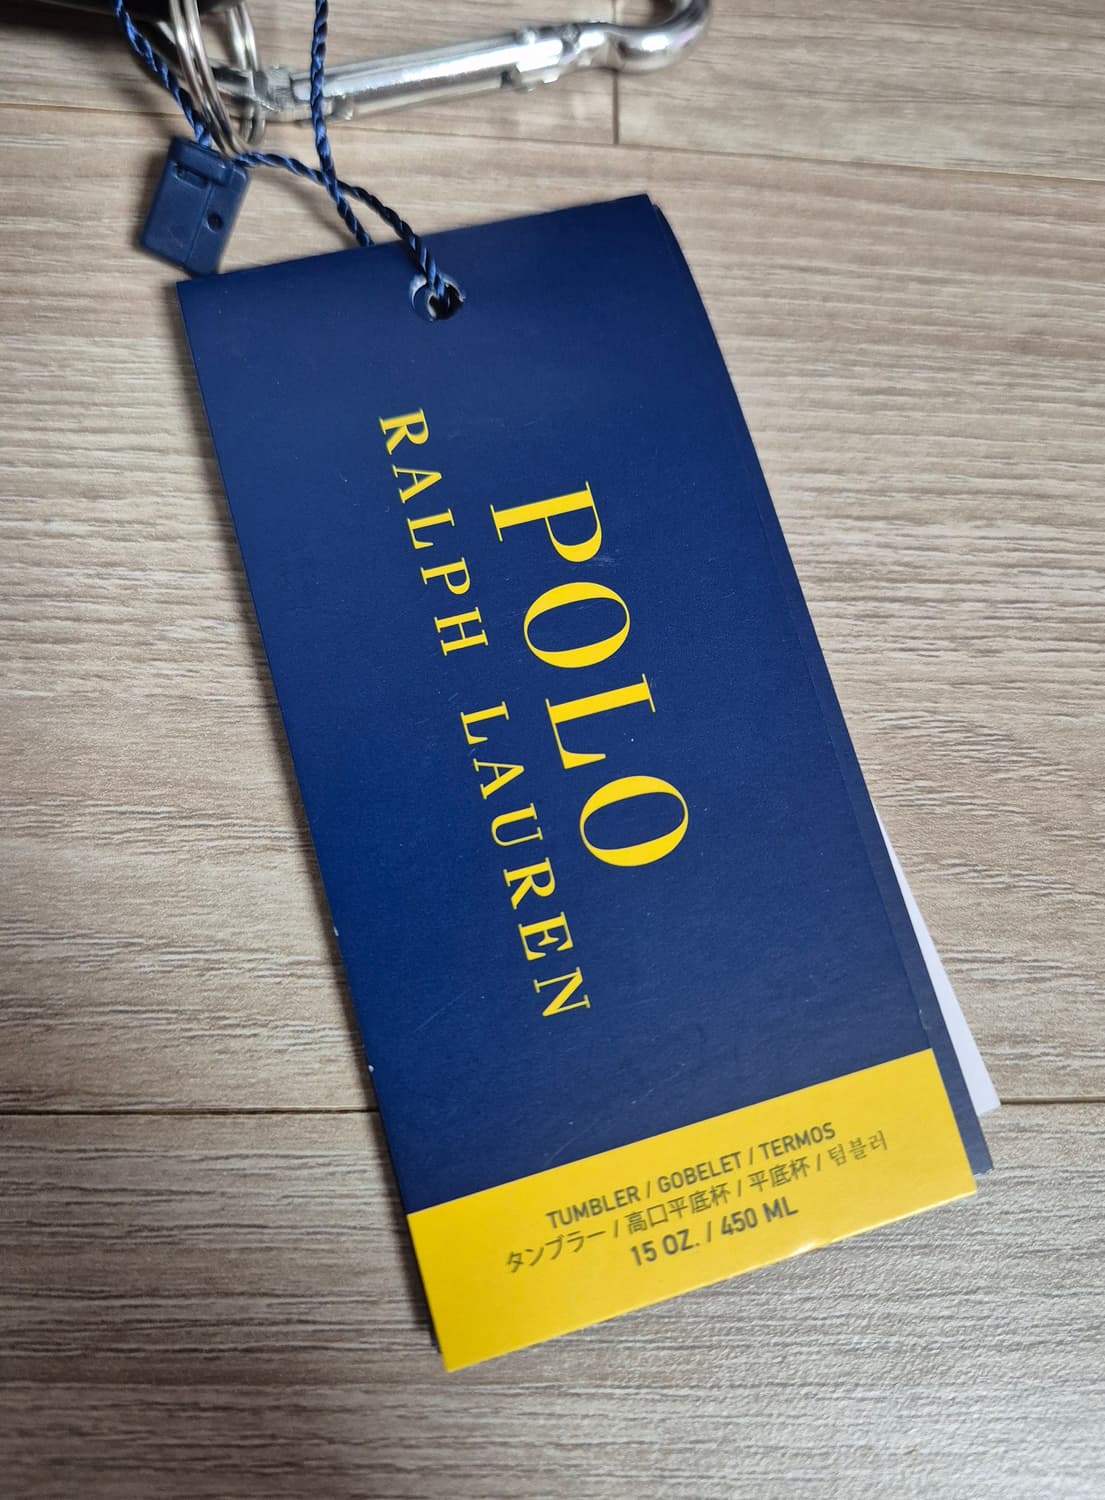 POLO
RALPH LAUREN
TUMBLER / GOBELET / TERMOS
タンブラー / 高口平底杯 / 平底杯 / 텀블러
15 OZ. / 450 ML